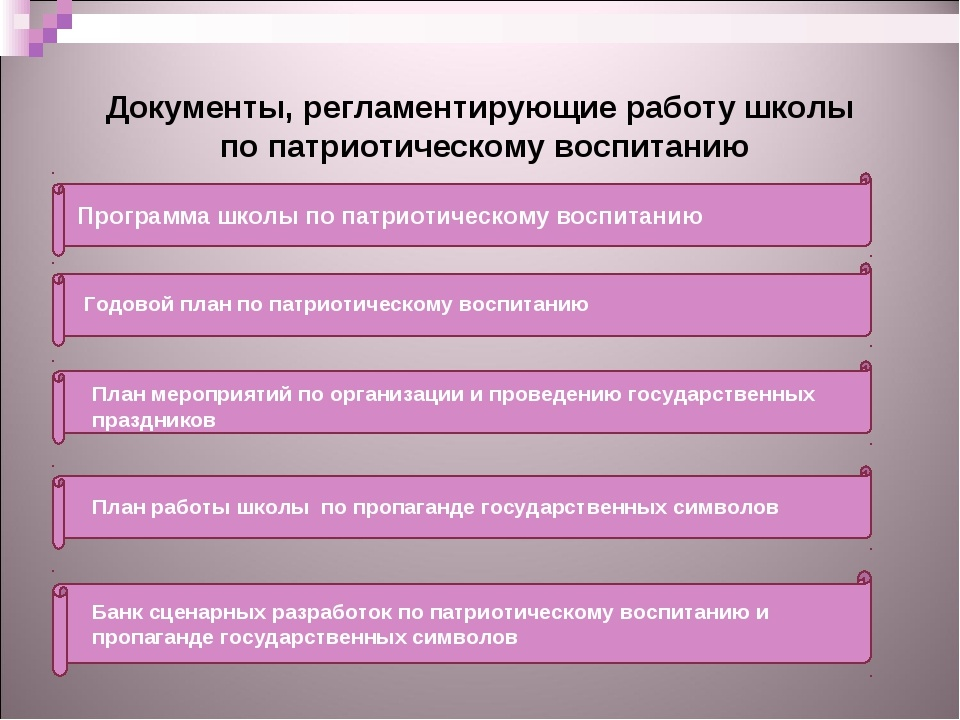 Документы, регламентирующие работу школы
по патриотическому воспитанию
Программа школы по патриотическому воспитанию
Годовой план по патриотическому воспитанию
План мероприятий по организации и проведению государственных
праздников
План работы школы по пропаганде государственных символов
Банк сценарных разработок по патриотическому воспитанию и
пропаганде государственных символов